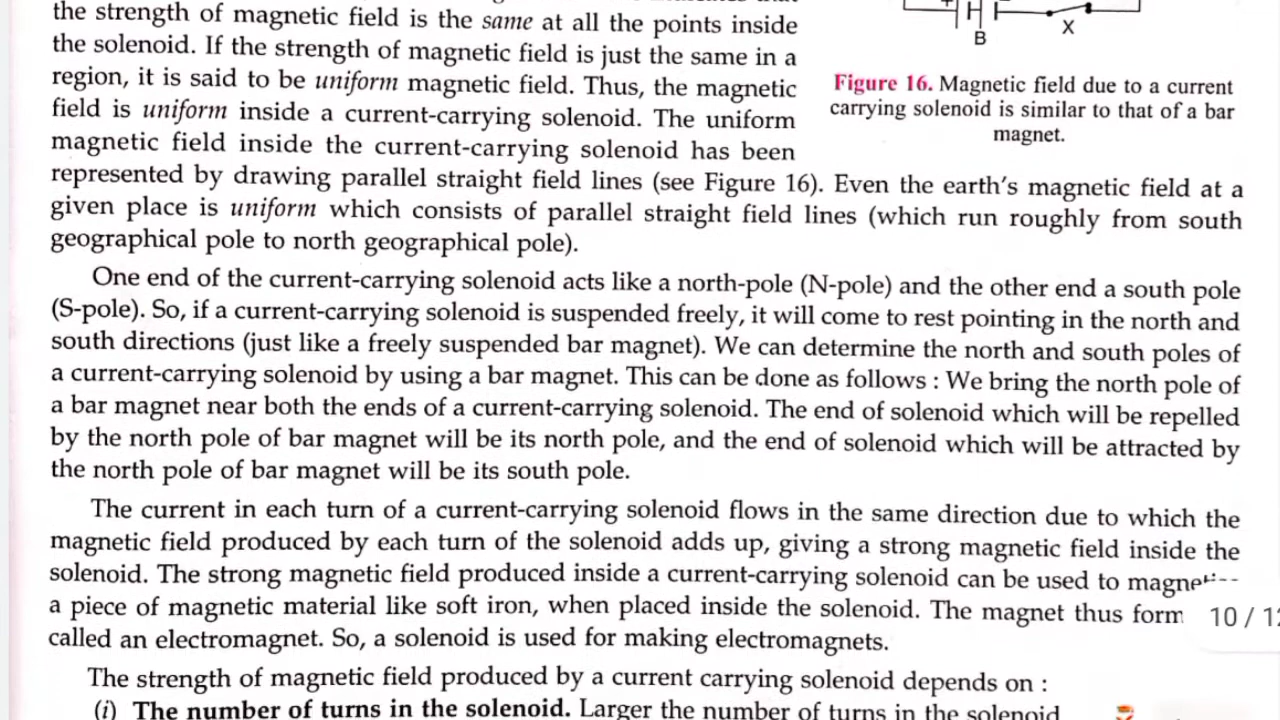 the strength of magnetic field is the same at all the points inside
the solenoid. If the strength of magnetic field is just the same in a
region, it is said to be uniform magnetic field. Thus, the magnetic
field is uniform inside a current-carrying solenoid. The uniform
magnetic field inside the current-carrying solenoid has been
B
X
Figure 16. Magnetic field due to a current
carrying solenoid is similar to that of a bar
magnet.
represented by drawing parallel straight field lines (see Figure 16). Even the earth's magnetic field at a
given place is uniform which consists of parallel straight field lines (which run roughly from south
geographical pole to north geographical pole).
One end of the current-carrying solenoid acts like a north-pole (N-pole) and the other end a south pole
(S-pole). So, if a current-carrying solenoid is suspended freely, it will come to rest pointing in the north and
south directions (just like a freely suspended bar magnet). We can determine the north and south poles of
a current-carrying solenoid by using a bar magnet. This can be done as follows : We bring the north pole of
a bar magnet near both the ends of a current-carrying solenoid. The end of solenoid which will be repelled
by the north pole of bar magnet will be its north pole, and the end of solenoid which will be attracted by
the north pole of bar magnet will be its south pole.
The current in each turn of a current-carrying solenoid flows in the same direction due to which the
magnetic field produced by each turn of the solenoid adds up, giving a strong magnetic field inside the
solenoid. The strong magnetic field produced inside a current-carrying solenoid can be used to
a piece of magnetic material like soft iron, when placed inside the solenoid. The magnet thus form
10 / 12
called an electromagnet. So, a solenoid is used for making electromagnets.
The strength of magnetic field produced by a current carrying solenoid depends on :
(i) The number of turns in the solenoid. Larger the number of turns in the solenoid